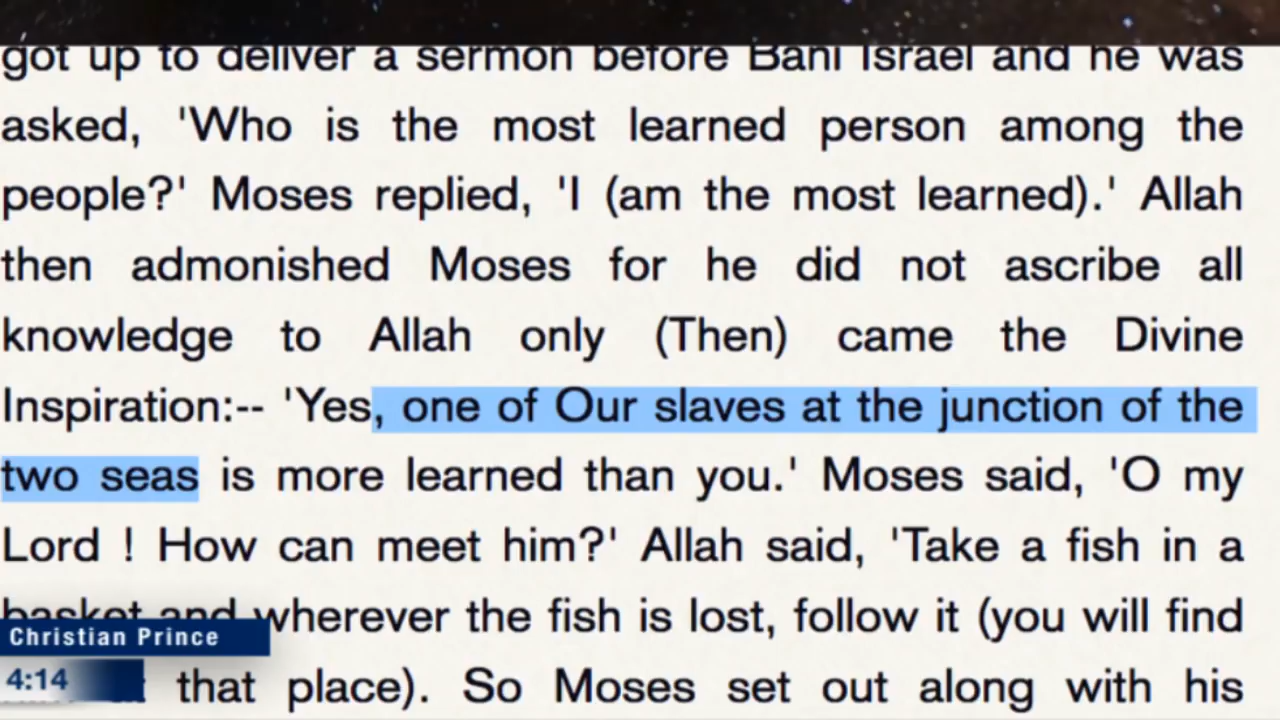 got up to deliver a sermon before Bani Israel and he was
asked, 'Who is the most learned person among the
people?' Moses replied, 'I (am the most learned).' Allah
then admonished Moses for he did not ascribe all
knowledge to Allah only (Then) came the Divine
Inspiration:-- 'Yes, one of Our slaves at the junction of the
two seas is more learned than you.' Moses said, 'O my
Lord ! How can meet him?' Allah said, 'Take a fish in a
basket and wherever the fish is lost, follow it (you will find
Christian Prince
4:14
that place). So Moses set out along with his